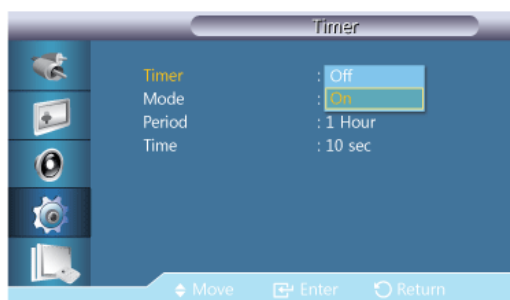 Timer
Timer : Off
Mode : On
Period : 1 Hour
Time : 10 sec
Move Enter Return